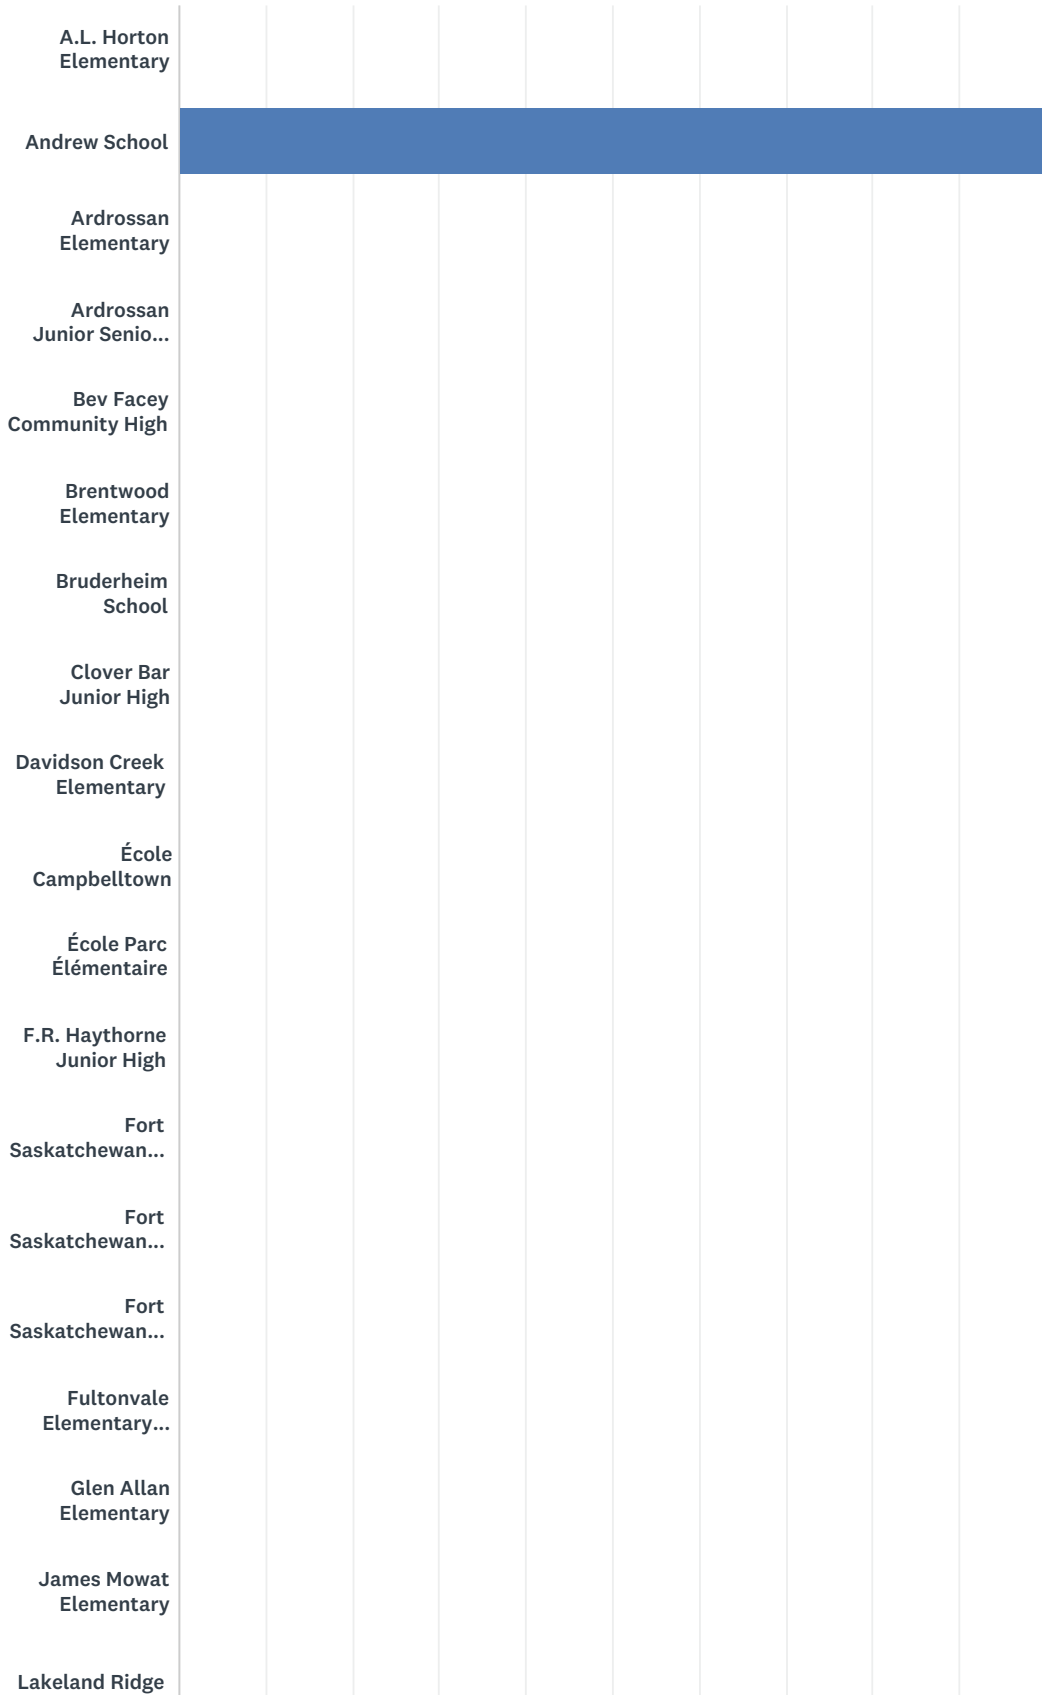 A.L. Horton
Elementary
Andrew School
Ardrossan
Elementary
Ardrossan
Junior Senio...
Bev Facey
Community High
Brentwood
Elementary
Bruderheim
School
Clover Bar
Junior High
Davidson Creek
Elementary
École
Campbelltown
École Parc
Élémentaire
F.R. Haythorne
Junior High
Fort
Saskatchewan...
Fort
Saskatchewan...
Fort
Saskatchewan...
Fultonvale
Elementary...
Glen Allan
Elementary
James Mowat
Elementary
Lakeland Ridge